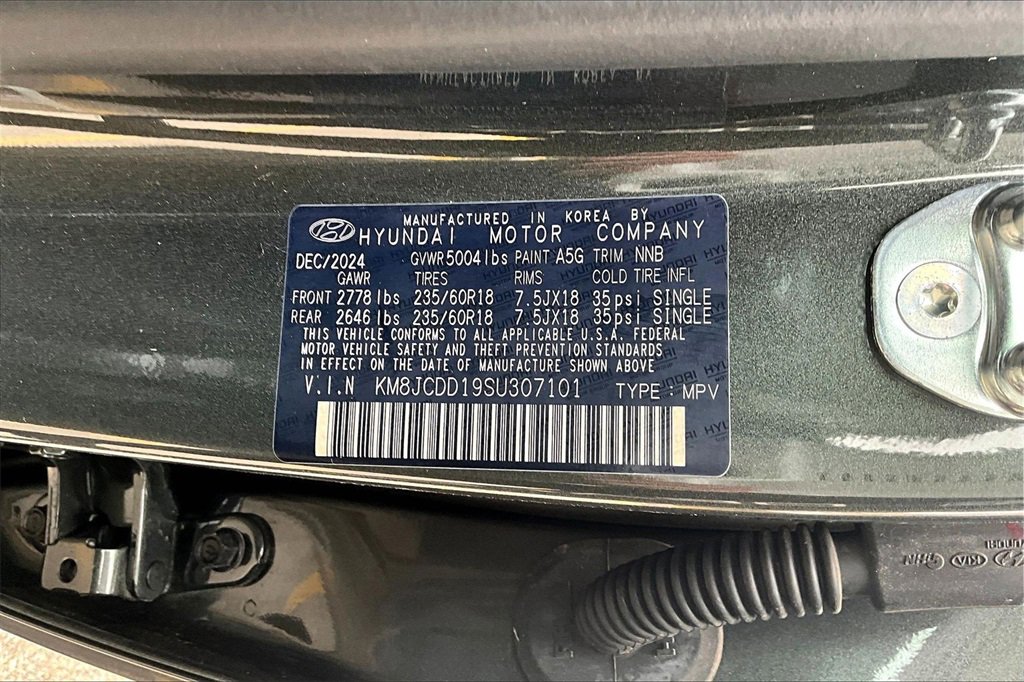 MANUFACTURED IN KOREA BY
HYUNDAI MOTOR COMPANY
DEC/2024 GVWR 5004lbs PAINT A5G TRIM NNB
GAWR TIRES RIMS COLD TIRE INFL
FRONT 2778 lbs 235/60R18 7.5JX18 35psi SINGLE
REAR 2646 lbs 235/60R18 7.5JX18 35psi SINGLE
THIS VEHICLE CONFORMS TO ALL APPLICABLE U.S.A. FEDERAL
MOTOR VEHICLE SAFETY AND THEFT PREVENTION STANDARDS
IN EFFECT ON THE DATE OF MANUFACTURE SHOWN ABOVE
V.I.N KM8JCDD19SU307101 TYPE : MPV
C
HYUNDAI
KIA